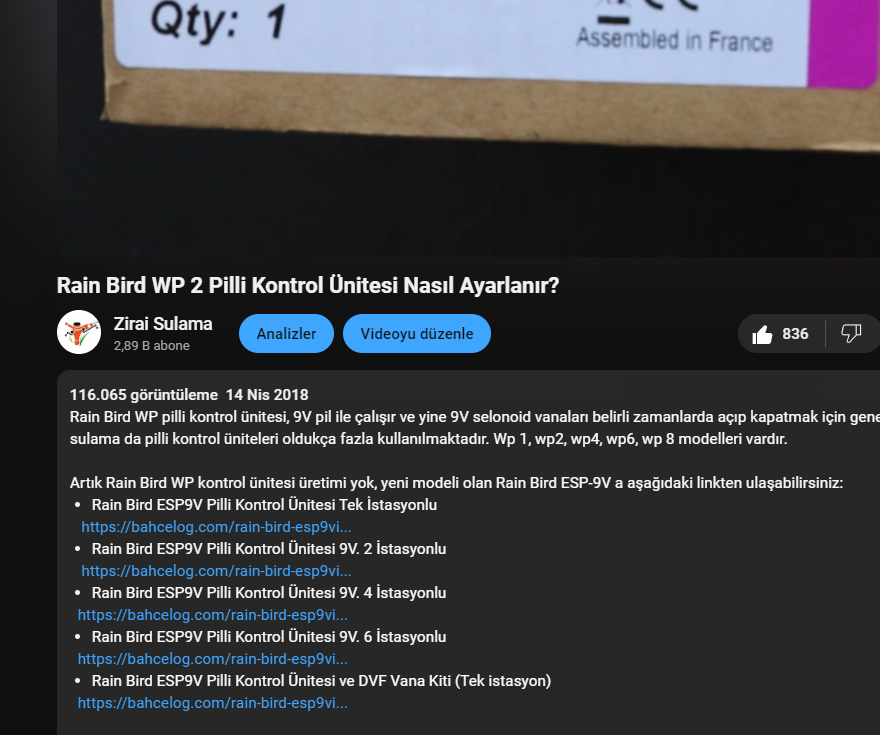 Qty: 1
Assembled in France
Rain Bird WP 2 Pilli Kontrol Ünitesi Nasıl Ayarlanır?
Zirai Sulama
2,89 B abone
Analizler
Videoyu düzenle
836
116.065 görüntüleme 14 Nis 2018
Rain Bird WP pilli kontrol ünitesi, 9V pil ile çalışır ve yine 9V selonoid vanaları belirli zamanlarda açıp kapatmak için gene
sulama da pilli kontrol üniteleri oldukça fazla kullanılmaktadır. Wp 1, wp2, wp4, wp6, wp 8 modelleri vardır.
Artık Rain Bird WP kontrol ünitesi üretimi yok, yeni modeli olan Rain Bird ESP-9V a aşağıdaki linkten ulaşabilirsiniz:
• Rain Bird ESP9V Pilli Kontrol Ünitesi Tek İstasyonlu
https://bahcelog.com/rain-bird-esp9vi...
• Rain Bird ESP9V Pilli Kontrol Ünitesi 9V. 2 İstasyonlu
https://bahcelog.com/rain-bird-esp9vi...
• Rain Bird ESP9V Pilli Kontrol Ünitesi 9V. 4 İstasyonlu
https://bahcelog.com/rain-bird-esp9vi...
• Rain Bird ESP9V Pilli Kontrol Ünitesi 9V. 6 İstasyonlu
https://bahcelog.com/rain-bird-esp9vi...
• Rain Bird ESP9V Pilli Kontrol Ünitesi ve DVF Vana Kiti (Tek istasyon)
https://bahcelog.com/rain-bird-esp9vi...